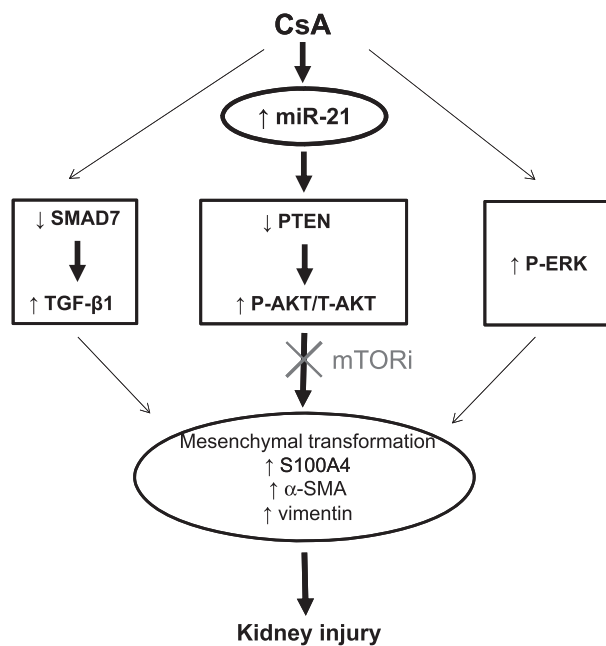 CsA
↑ miR-21
↓ SMAD7
↑ TGF-β1
↓ PTEN
↑ P-AKT/T-AKT
↑ P-ERK
mTORi
Mesenchymal transformation
↑ S100A4
↑ α-SMA
↑ vimentin
Kidney injury